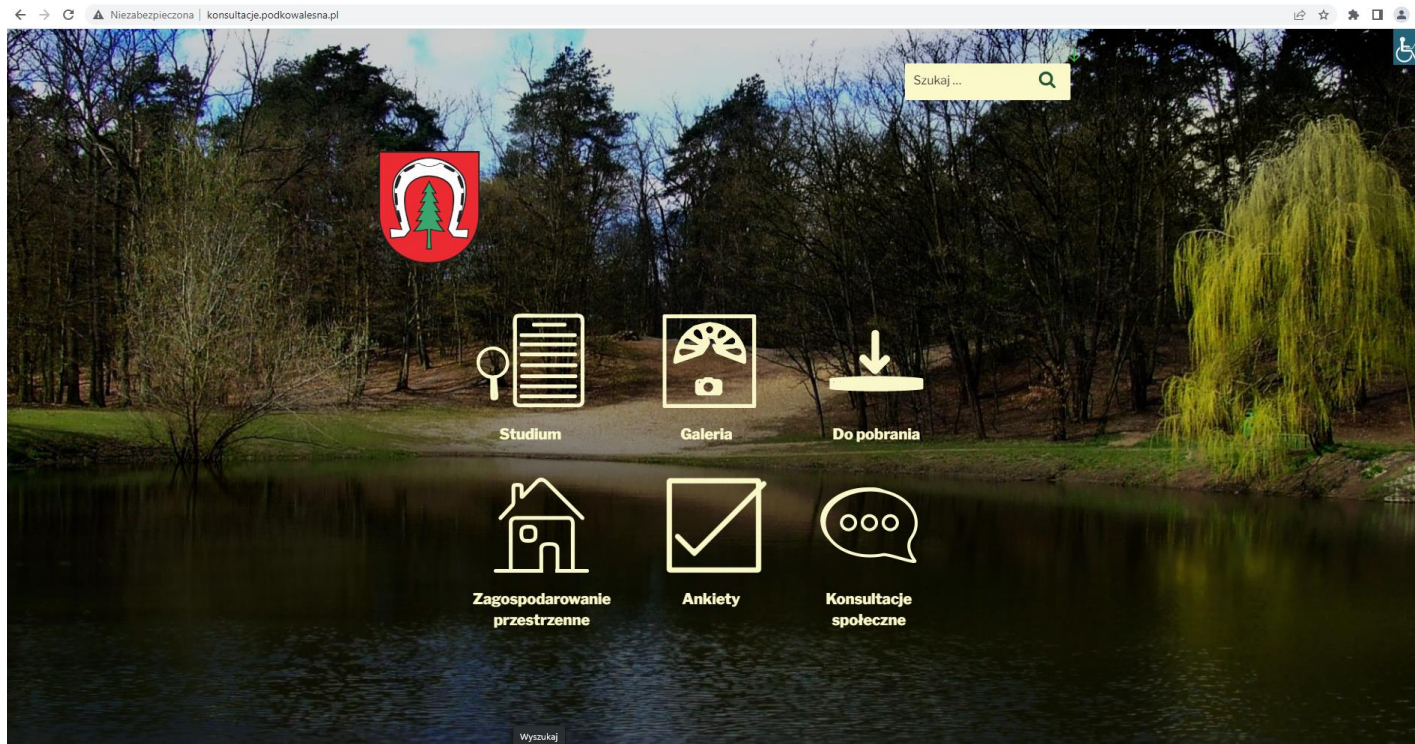 Niezabezpieczona konsultacje.podkowalesna.pl
Szukaj ...
Studium
Galeria
Do pobrania
Zagospodarowanie
przestrzenne
Ankiety
Konsultacje
społeczne
Wyszukaj